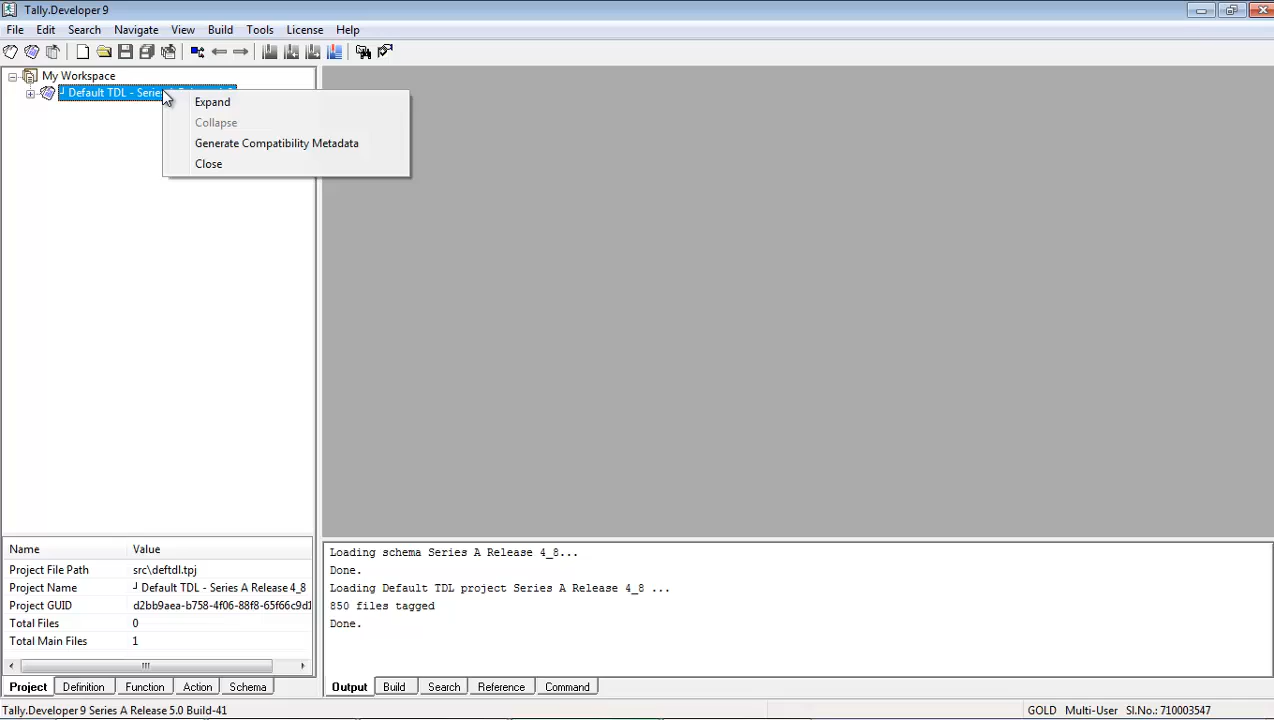 Tally.Developer 9
File Edit Search Navigate View Build Tools License Help
My Workspace
Default TDL - Series
Expand
Collapse
Generate Compatibility Metadata
Close
Name Value
Project File Path src\deftdl.tpj
Project Name ┘ Default TDL - Series A Release 4_8
Project GUID d2bb9aea-b758-4f06-88f8-65f66c9d1
Total Files 0
Total Main Files 1
Project Definition Function Action Schema
Loading schema Series A Release 4_8...
Done.
Loading Default TDL project Series A Release 4_8 ...
850 files tagged
Done.
Output Build Search Reference Command
Tally.Developer 9 Series A Release 5.0 Build-41 GOLD Multi-User Sl.No.: 710003547